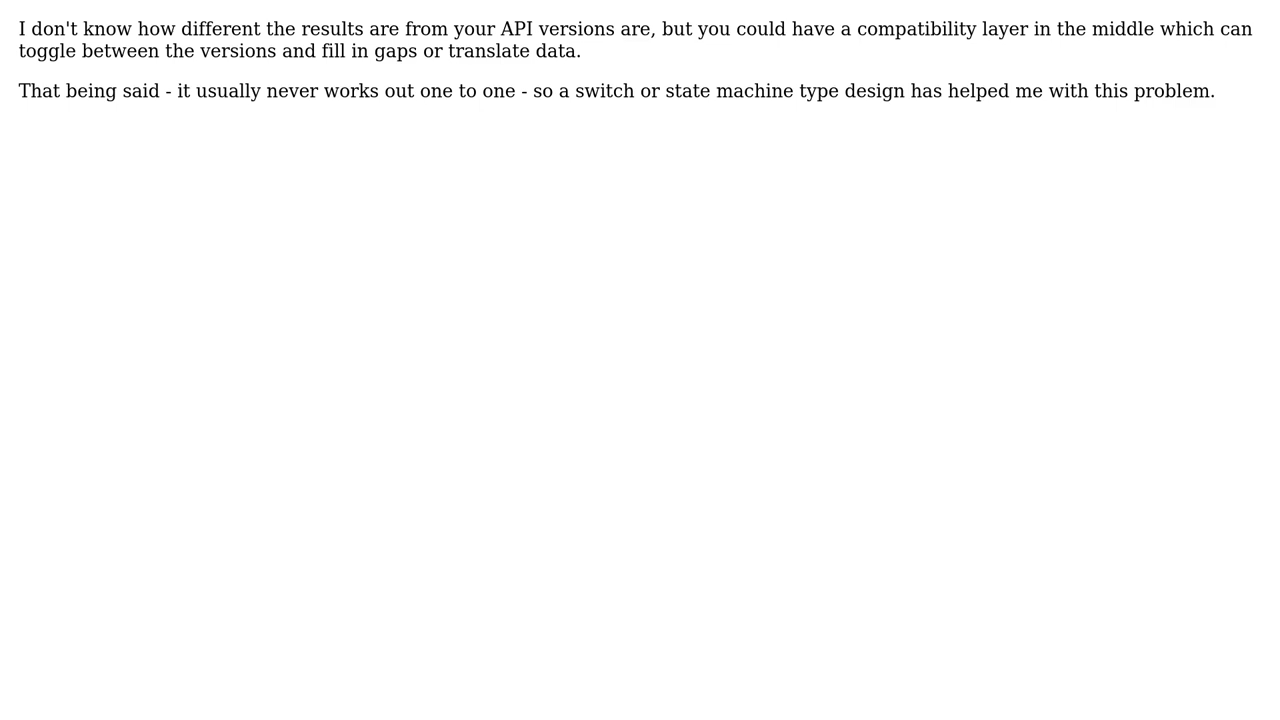 I don't know how different the results are from your API versions are, but you could have a compatibility layer in the middle which can
toggle between the versions and fill in gaps or translate data.
That being said - it usually never works out one to one - so a switch or state machine type design has helped me with this problem.